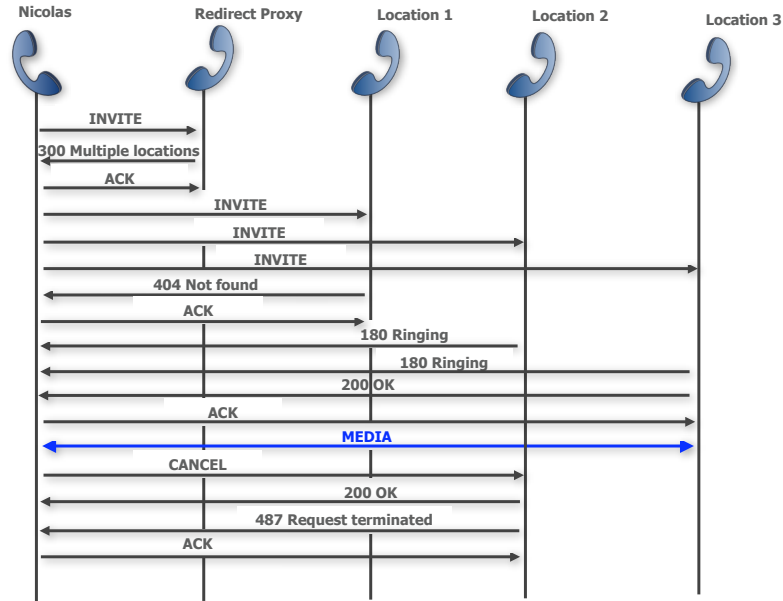 Nicolas
Redirect Proxy
Location 1
Location 2
Location 3
INVITE
300 Multiple locations
ACK
INVITE
INVITE
INVITE
404 Not found
ACK
180 Ringing
180 Ringing
200 OK
ACK
MEDIA
CANCEL
200 OK
487 Request terminated
ACK